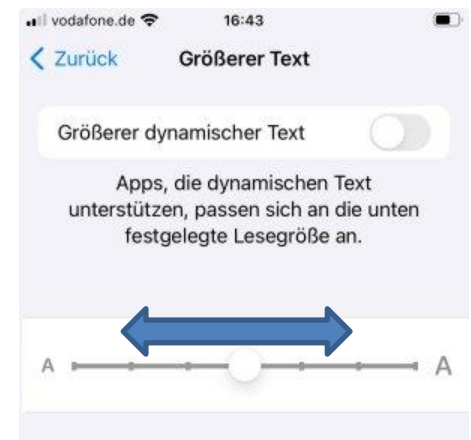 vodafone.de 16:43
Zurück Größerer Text
Größerer dynamischer Text
Apps, die dynamischen Text
unterstützen, passen sich an die unten
festgelegte Lesegröße an.
A A